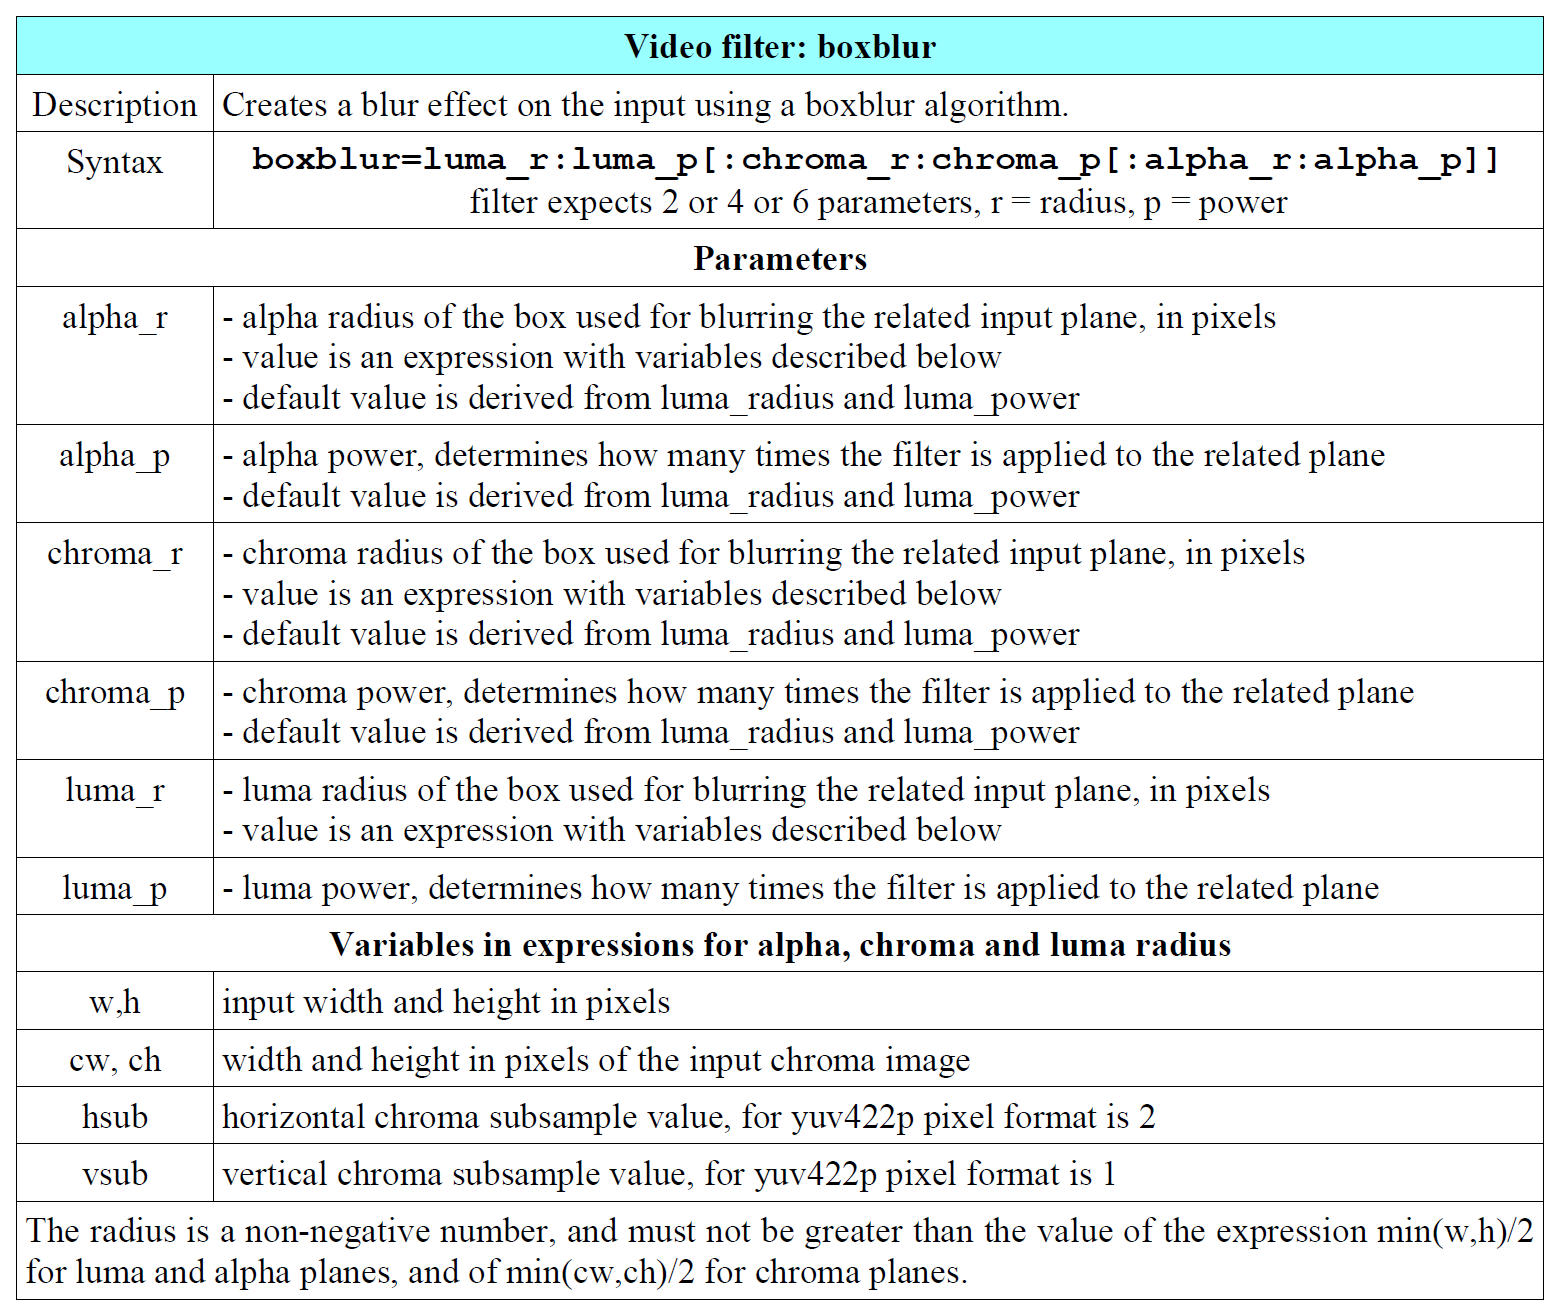 Video filter: boxblur
Description Creates a blur effect on the input using a boxblur algorithm.
Syntax boxblur=luma_r:luma_p[:chroma_r:chroma_p[:alpha_r:alpha_p]]
filter expects 2 or 4 or 6 parameters, r = radius, p = power
Parameters
alpha_r - alpha radius of the box used for blurring the related input plane, in pixels
- value is an expression with variables described below
- default value is derived from luma_radius and luma_power
alpha_p - alpha power, determines how many times the filter is applied to the related plane
- default value is derived from luma_radius and luma_power
chroma_r - chroma radius of the box used for blurring the related input plane, in pixels
- value is an expression with variables described below
- default value is derived from luma_radius and luma_power
chroma_p - chroma power, determines how many times the filter is applied to the related plane
- default value is derived from luma_radius and luma_power
luma_r - luma radius of the box used for blurring the related input plane, in pixels
- value is an expression with variables described below
luma_p - luma power, determines how many times the filter is applied to the related plane
Variables in expressions for alpha, chroma and luma radius
w,h input width and height in pixels
cw, ch width and height in pixels of the input chroma image
hsub horizontal chroma subsample value, for yuv422p pixel format is 2
vsub vertical chroma subsample value, for yuv422p pixel format is 1
The radius is a non-negative number, and must not be greater than the value of the expression min(w,h)/2
for luma and alpha planes, and of min(cw,ch)/2 for chroma planes.